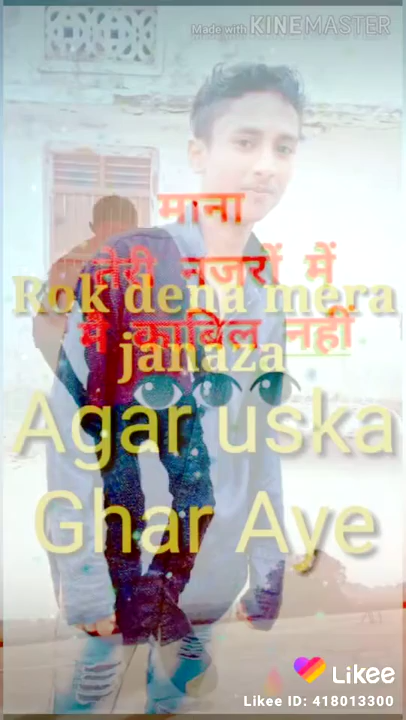 Made with KINEMASTER
माना
तेरी नजरों में
Rok dena mera
मै काबिल नहीं
janaza
Agar uska
Ghar Aye
Likee
Likee ID: 418013300